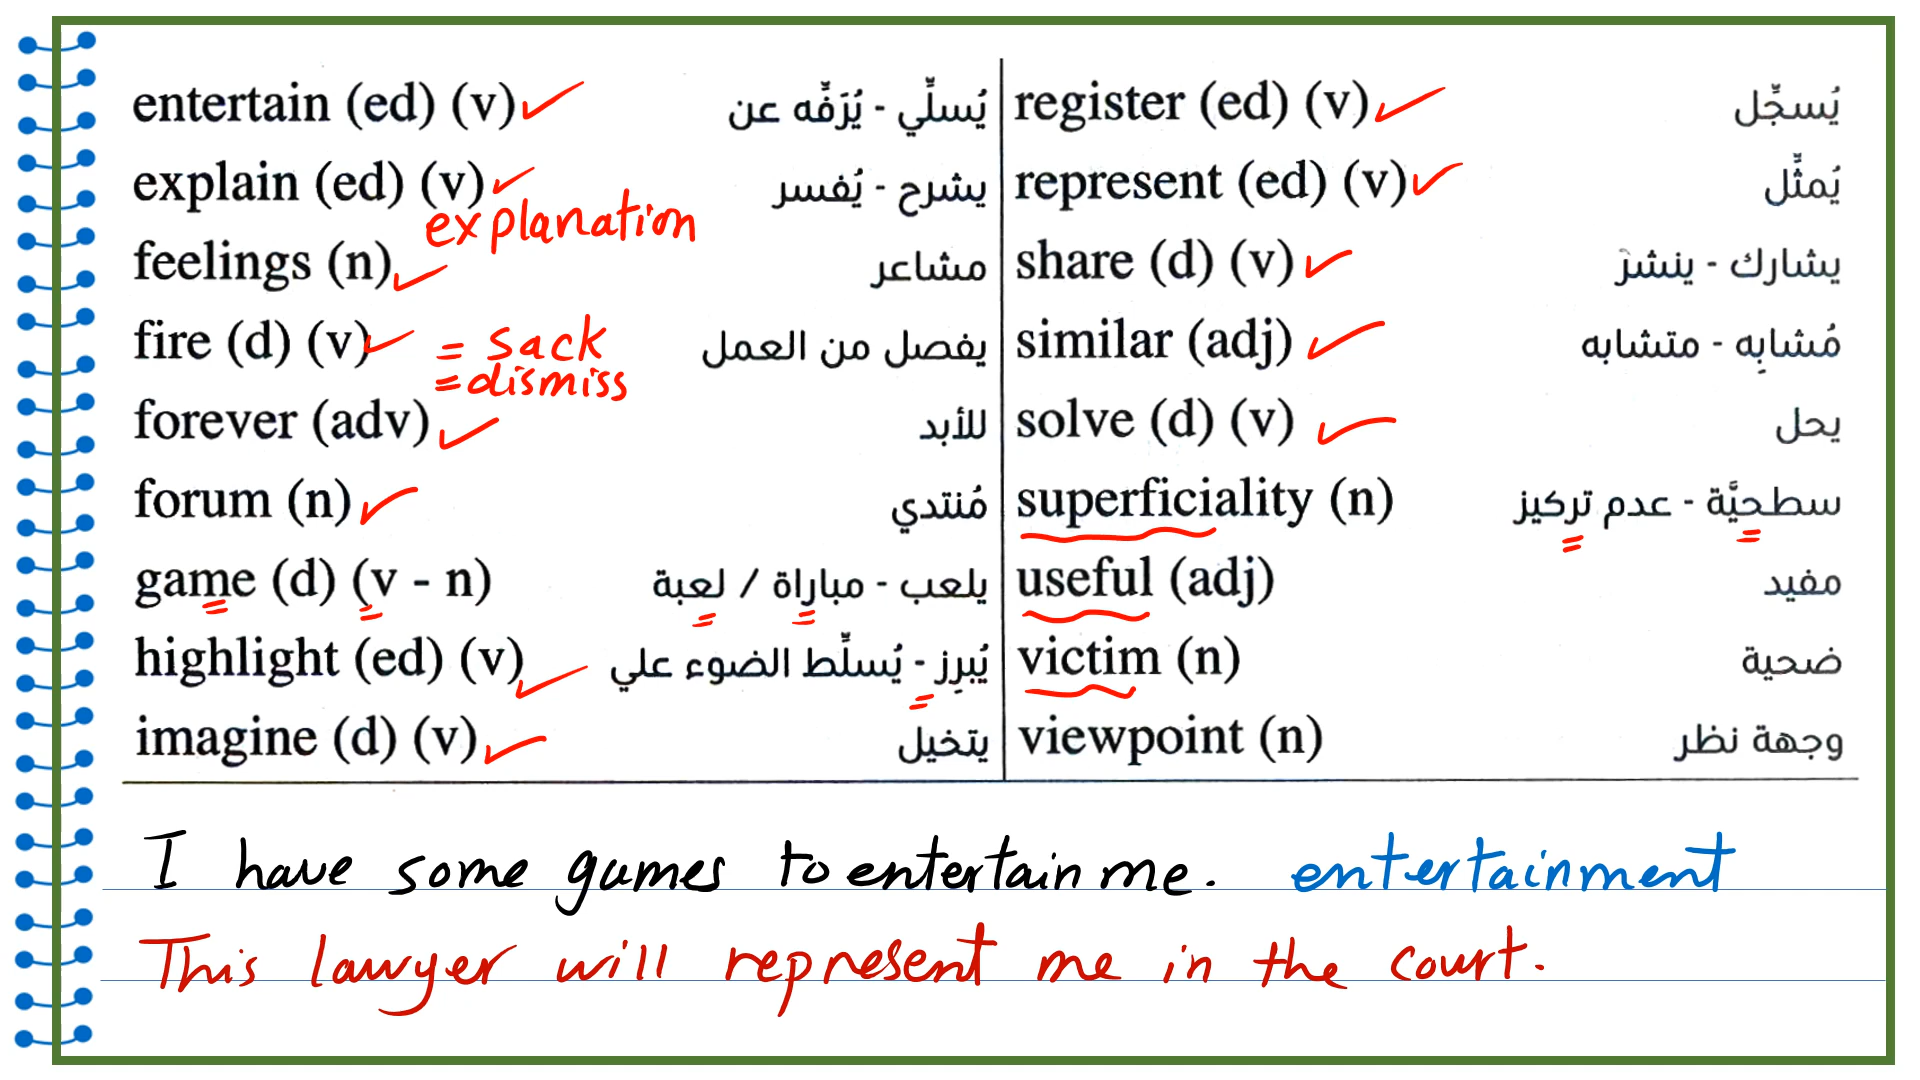 entertain (ed) (v) يُسلِّي - يُرَفِّه عن
explain (ed) (v) يشرح - يُفسر
explanation
feelings (n) مشاعر
fire (d) (v) = sack يفصل من العمل
= dismiss
forever (adv) للأبد
forum (n) مُنتدي
game (d) (v - n) يلعب - مباراة / لعبة
highlight (ed) (v) يُبرِز - يُسلِّط الضوء علي
imagine (d) (v) يتخيل
register (ed) (v) يُسجِّل
represent (ed) (v) يُمثِّل
share (d) (v) يشارك - ينشر
similar (adj) مُشابِه - متشابه
solve (d) (v) يحل
superficiality (n) سطحيَّة - عدم تركيز
useful (adj) مفيد
victim (n) ضحية
viewpoint (n) وجهة نظر
I have some games to entertain me. entertainment
This lawyer will represent me in the court.